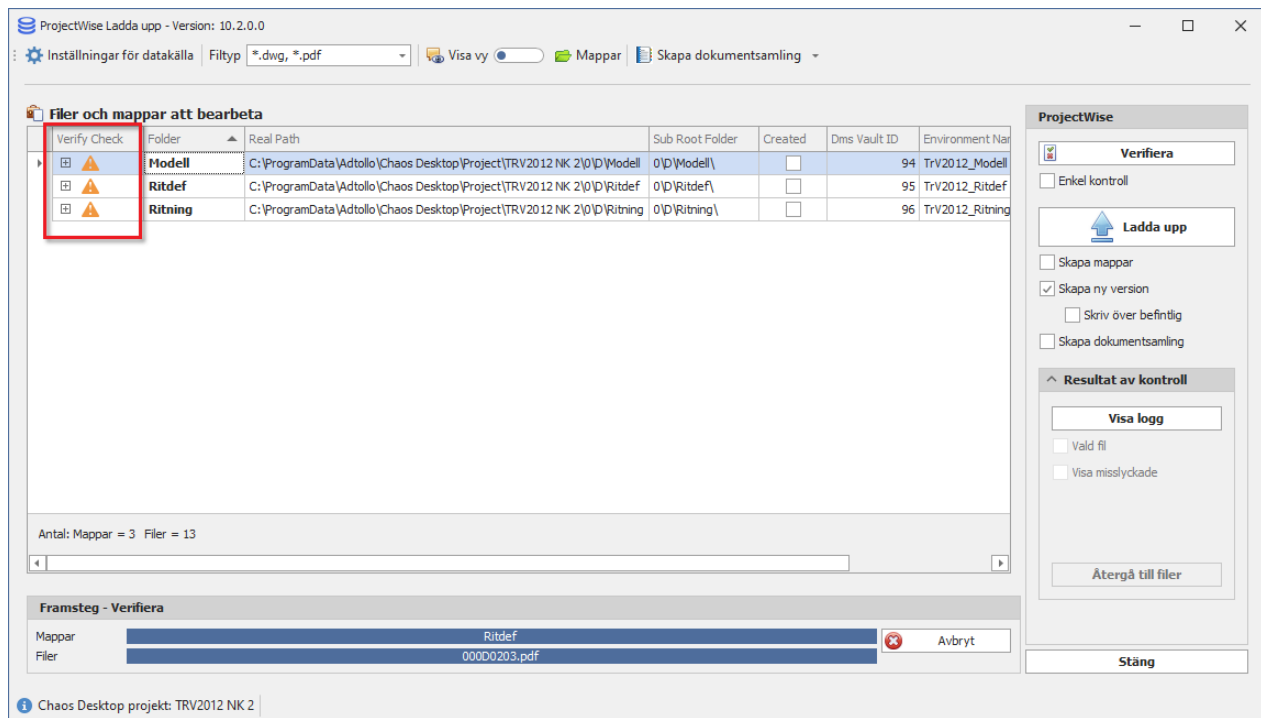 ProjectWise Ladda upp - Version: 10.2.0.0
Inställningar för datakälla Filtyp *.dwg, *.pdf Visa vy Mappar Skapa dokumentsamling
Filer och mappar att bearbeta
Verify Check Folder Real Path Sub Root Folder Created Dms Vault ID Environment Nar
Modell C:\ProgramData\Adtollo\Chaos Desktop\Project\TRV2012 NK 2\0\D\Modell 0\D\Modell\ 94 TrV2012_Modell
Ritdef C:\ProgramData\Adtollo\Chaos Desktop\Project\TRV2012 NK 2\0\D\Ritdef 0\D\Ritdef\ 95 TrV2012_Ritdef
Ritning C:\ProgramData\Adtollo\Chaos Desktop\Project\TRV2012 NK 2\0\D\Ritning 0\D\Ritning\ 96 TrV2012_Ritning
Antal: Mappar = 3 Filer = 13
Framsteg - Verifiera
Mappar Ritdef
Filer 000D0203.pdf
Avbryt
ProjectWise
Verifiera
Enkel kontroll
Ladda upp
Skapa mappar
Skapa ny version
Skriv över befintlig
Skapa dokumentsamling
Resultat av kontroll
Visa logg
Vald fil
Visa misslyckade
Återgå till filer
Stäng
Chaos Desktop projekt: TRV2012 NK 2